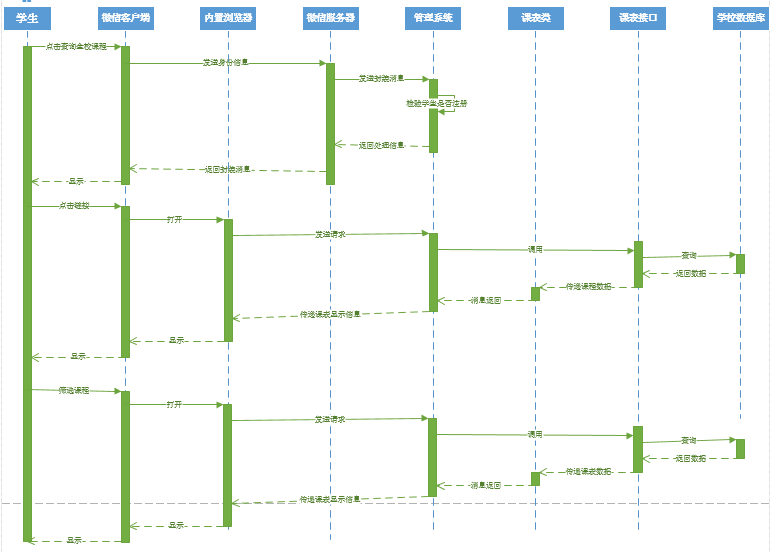 学生
微信客户端
内置浏览器
微信服务器
管理系统
课表类
课表接口
学校数据库
点击查询全校课程
发送身份信息
发送封装消息
检验学生是否注册
返回处理信息
返回封装消息
显示
点击链接
打开
发送请求
调用
查询
返回数据
传递课程数据
消息返回
传递课表显示信息
显示
显示
筛选课程
打开
发送请求
调用
查询
返回数据
传递课表数据
消息返回
传递课表显示信息
显示
显示